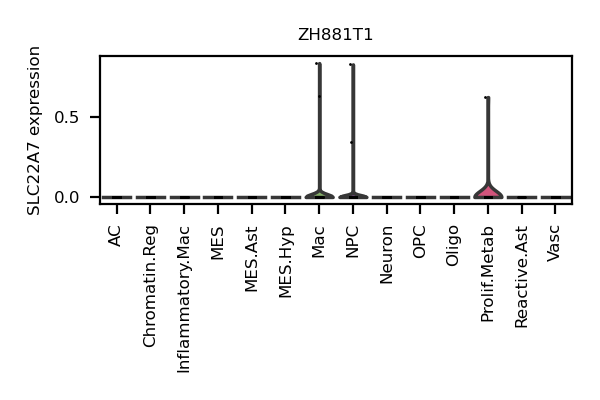 ZH881T1
SLC22A7 expression
0.5
0.0
AC
Chromatin.Reg
Inflammatory.Mac
MES
MES.Ast
MES.Hyp
Mac
NPC
Neuron
OPC
Oligo
Prolif.Metab
Reactive.Ast
Vasc